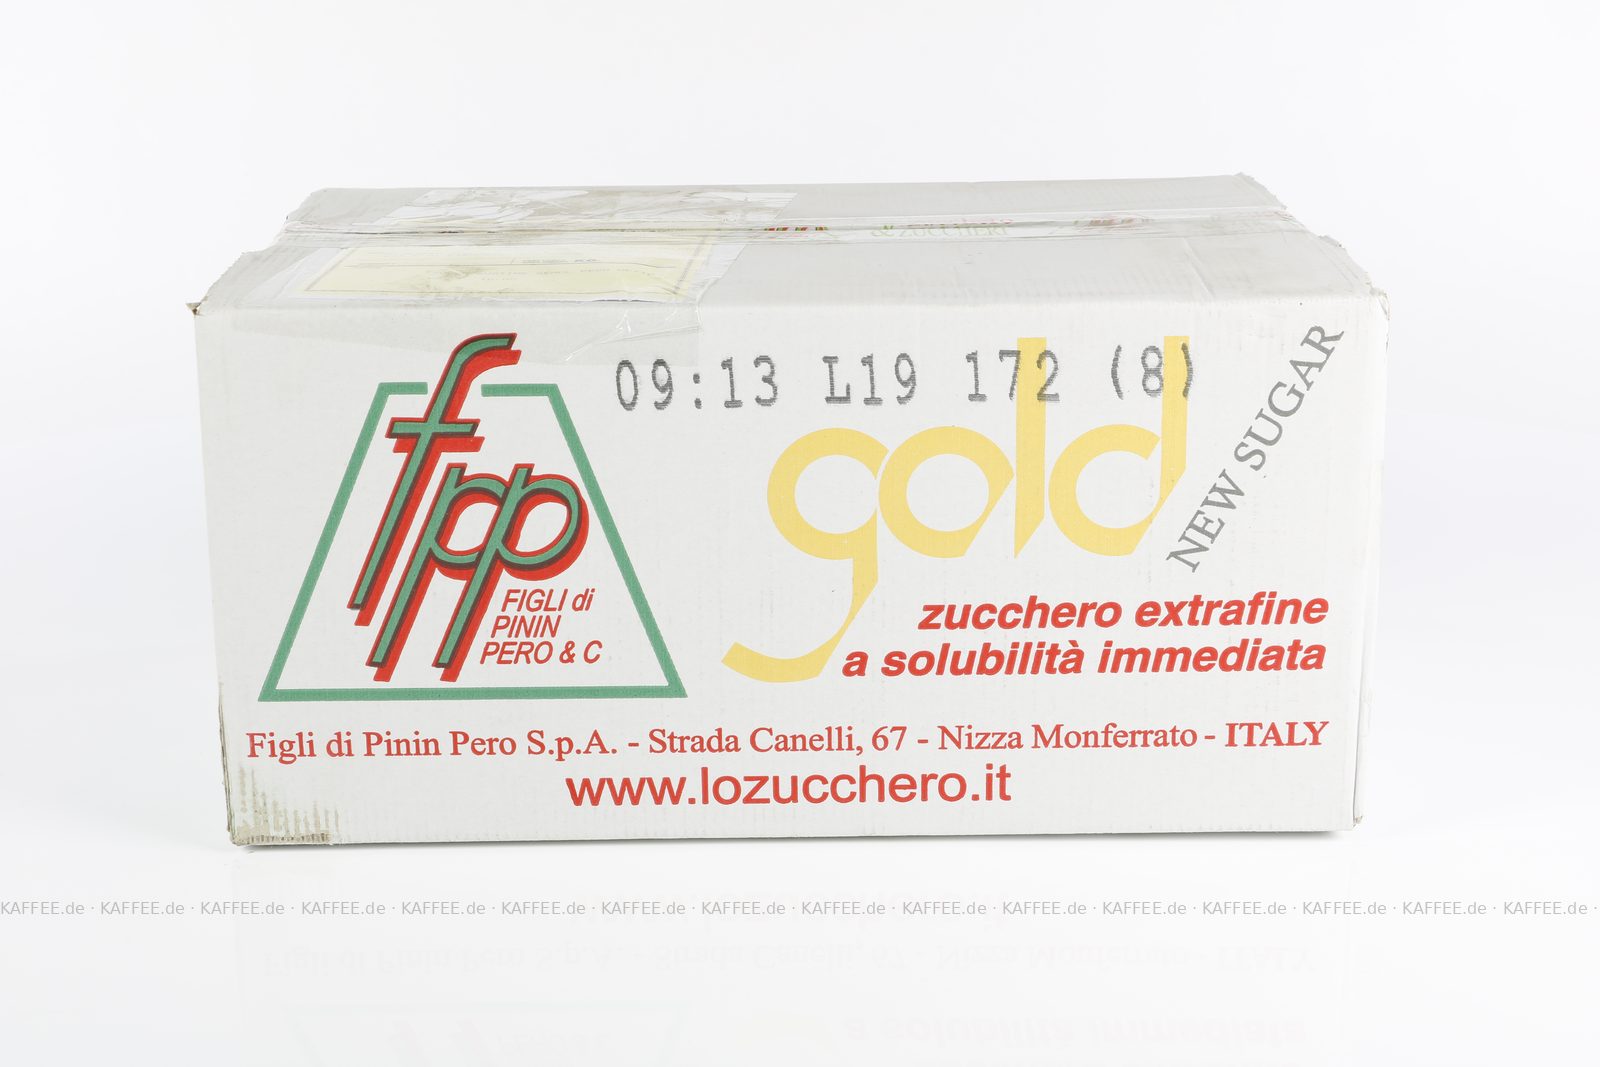 ZUCCHERI
09:13 L19 172 (8)
fpp
FIGLI di
PININ
PERO & C
gold
NEW SUGAR
zucchero extrafine
a solubilità immediata
Figli di Pinin Pero S.p.A. - Strada Canelli, 67 - Nizza Monferrato - ITALY
www.lozucchero.it
KAFFEE.de · KAFFEE.de · KAFFEE.de · KAFFEE.de · KAFFEE.de · KAFFEE.de · KAFFEE.de · KAFFEE.de · KAFFEE.de · KAFFEE.de · KAFFEE.de · KAFFEE.de · KAFFEE.de · KAFFEE.de · KAFFEE.de · KAFFEE.de ·